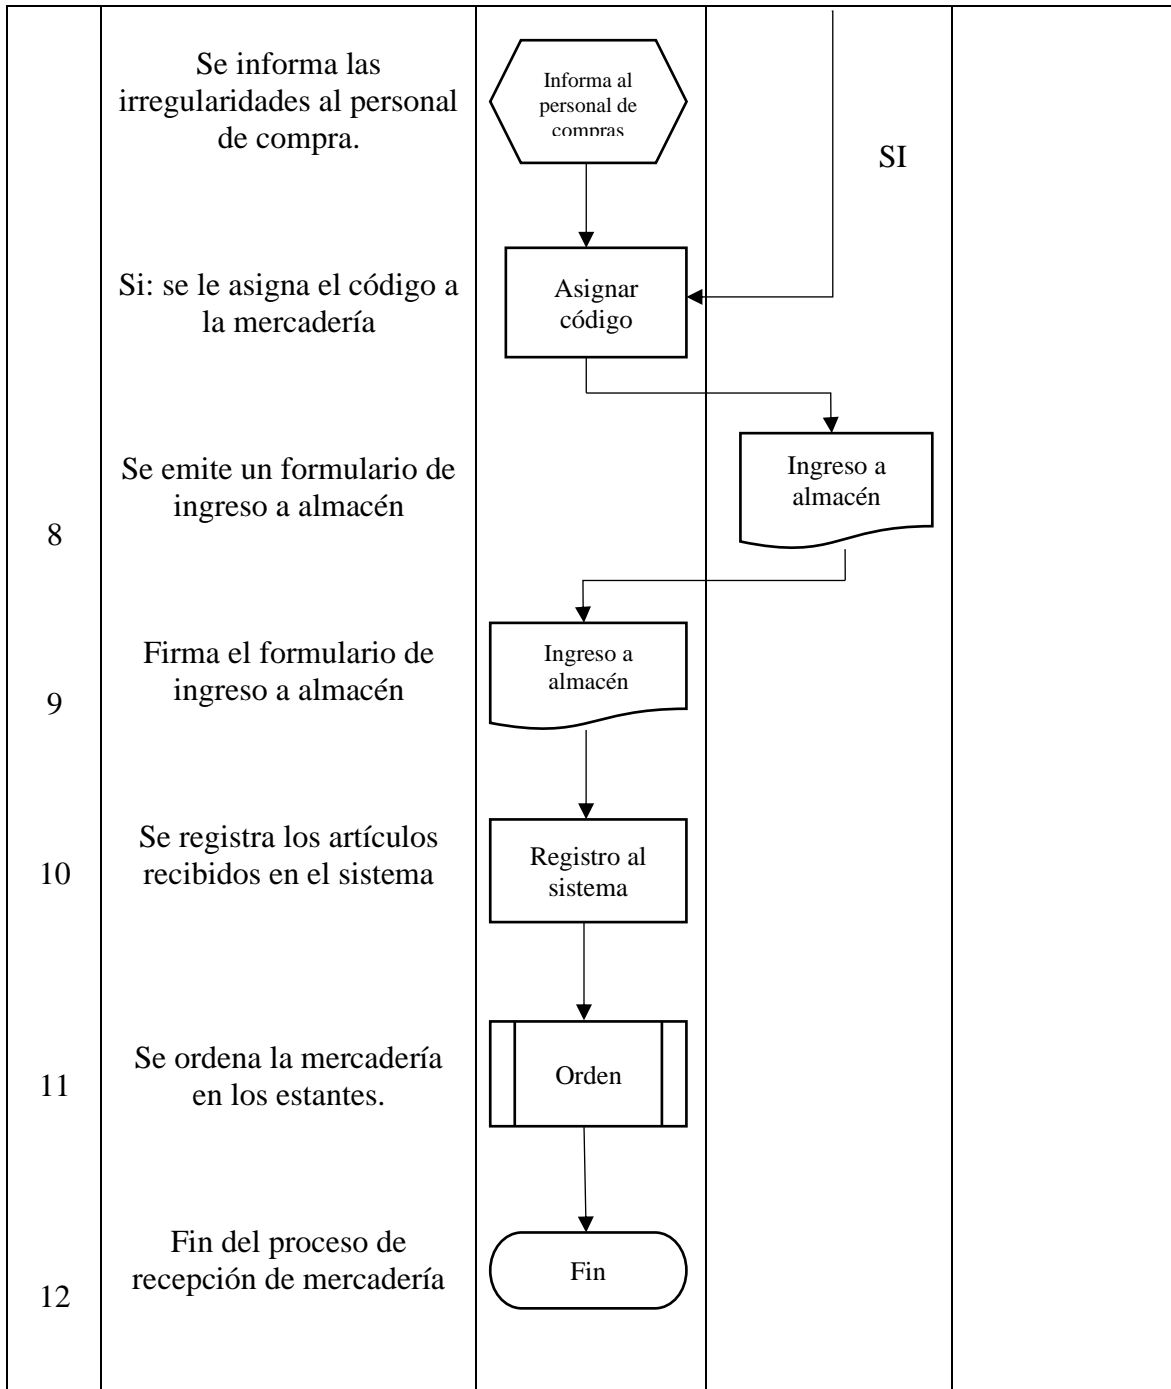 Se informa las
irregularidades al personal
de compra.
Informa al
personal de
compras
SI
Si: se le asigna el código a
la mercadería
Asignar
código
8
Se emite un formulario de
ingreso a almacén
Ingreso a
almacén
9
Firma el formulario de
ingreso a almacén
Ingreso a
almacén
10
Se registra los artículos
recibidos en el sistema
Registro al
sistema
11
Se ordena la mercadería
en los estantes.
Orden
12
Fin del proceso de
recepción de mercadería
Fin